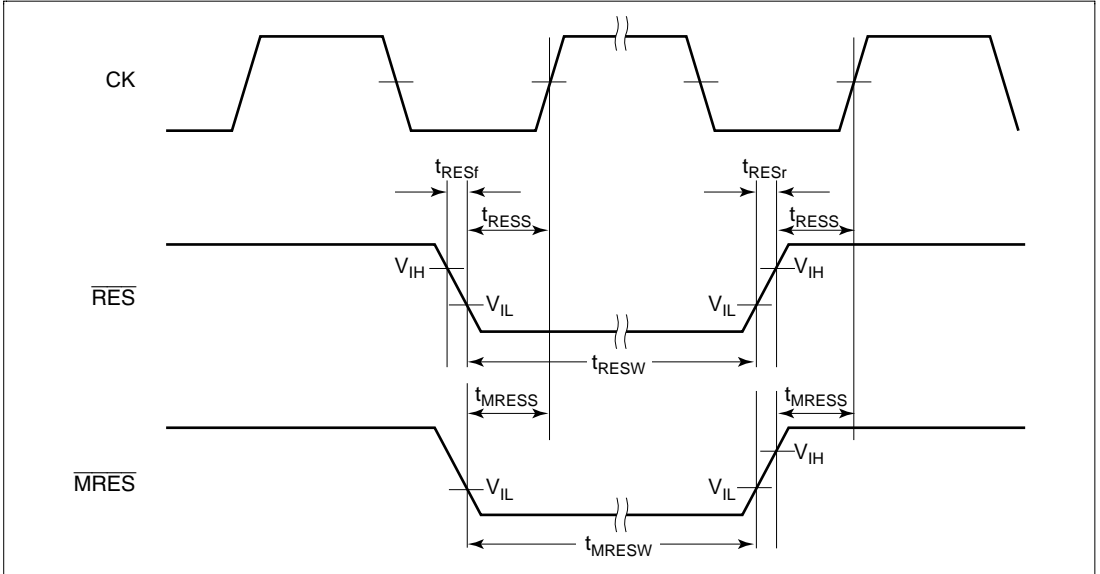 CK
tRESf
tRESr
tRESS
tRESS
VIH
VIH
RES
VIL
VIL
tRESW
tMRESS
tMRESS
VIH
MRES
VIL
VIL
tMRESW